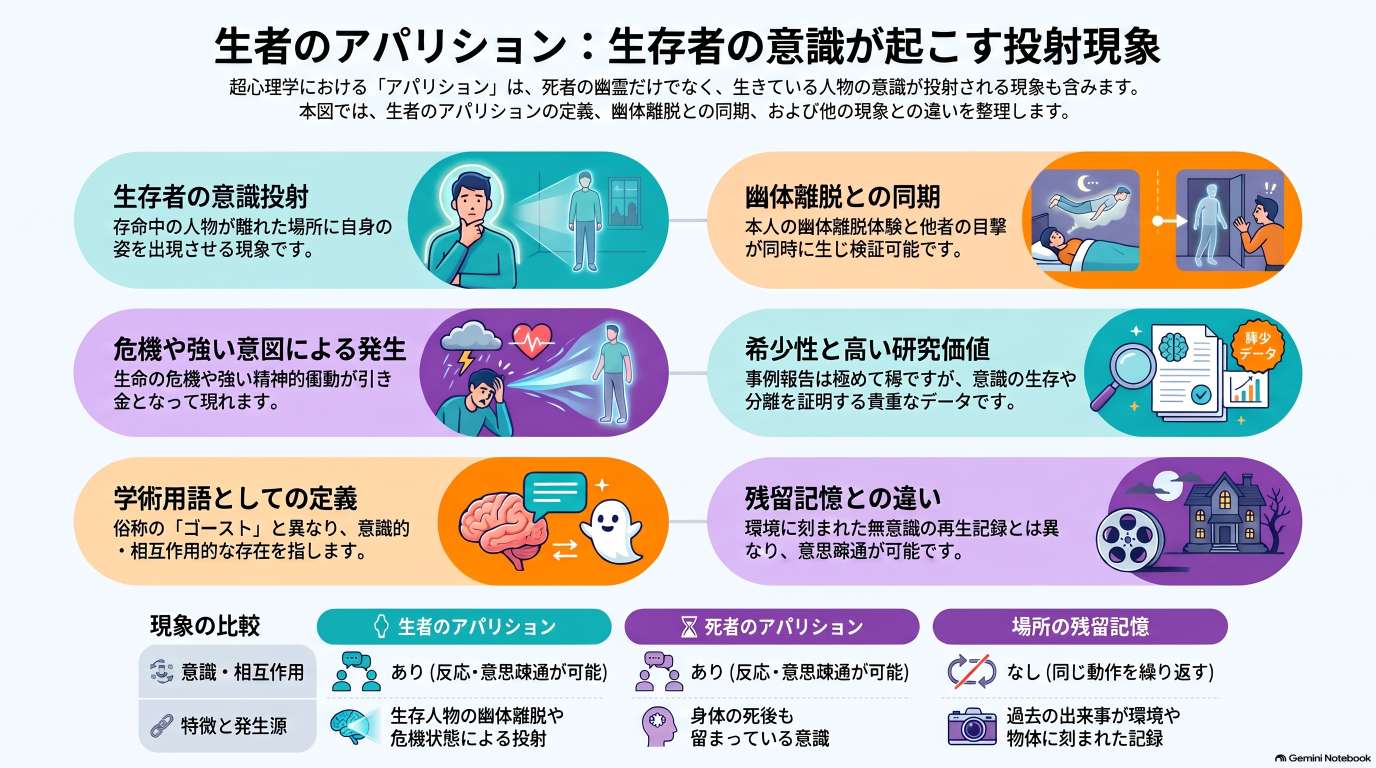 生者のアパリション：生存者の意識が起こす投射現象
超心理学における「アパリション」は、死者の幽霊だけでなく、生きている人物の意識が投射される現象も含みます。
本図では、生者のアパリションの定義、幽体離脱との同期、および他の現象との違いを整理します。
生存者の意識投射
存命中の人物が離れた場所に自身の
姿を出現させる現象です。
幽体離脱との同期
本人の幽体離脱体験と他者の目撃
が同時に生じ検証可能です。
危機や強い意図による発生
生命の危機や強い精神的衝動が引き
金となって現れます。
希少性と高い研究価値
事例報告は極めて稀ですが、意識の生存や
分離を証明する貴重なデータです。
データ
学術用語としての定義
俗称の「ゴースト」と異なり、意識的
・相互作用的な存在を指します。
残留記憶との違い
環境に刻まれた無意識の再生記録とは異
なり、意思疎通が可能です。
現象の比較
生者のアパリション
死者のアパリション
場所の残留記憶
意識・相互作用
あり (反応・意思疎通が可能)
あり (反応・意思疎通が可能)
なし (同じ動作を繰り返す)
特徴と発生源
生存人物の幽体離脱や
危機状態による投射
身体の死後も
留まっている意識
過去の出来事が環境や
物体に刻まれた記録
Gemini Notebook